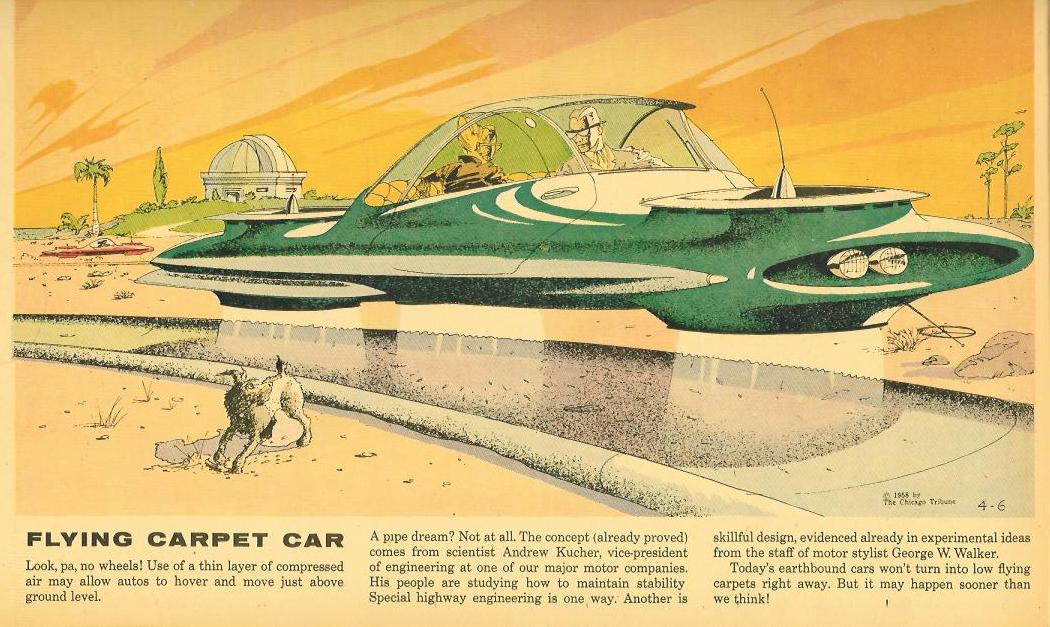 © 1958 by
The Chicago Tribune
4-6
FLYING CARPET CAR
Look, pa, no wheels! Use of a thin layer of compressed
air may allow autos to hover and move just above
ground level.
A pipe dream? Not at all. The concept (already proved)
comes from scientist Andrew Kucher, vice-president
of engineering at one of our major motor companies.
His people are studying how to maintain stability
Special highway engineering is one way. Another is
skillful design, evidenced already in experimental ideas
from the staff of motor stylist George W. Walker.
Today's earthbound cars won't turn into low flying
carpets right away. But it may happen sooner than
we think!